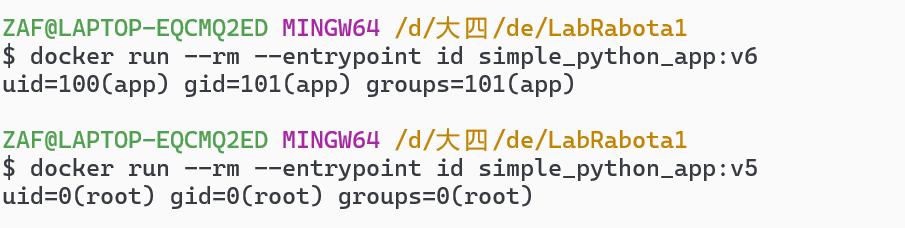 ZAF@LAPTOP-EQCMQ2ED MINGW64 /d/大四/de/LabRabota1
$ docker run --rm --entrypoint id simple_python_app:v6
uid=100(app) gid=101(app) groups=101(app)
ZAF@LAPTOP-EQCMQ2ED MINGW64 /d/大四/de/LabRabota1
$ docker run --rm --entrypoint id simple_python_app:v5
uid=0(root) gid=0(root) groups=0(root)